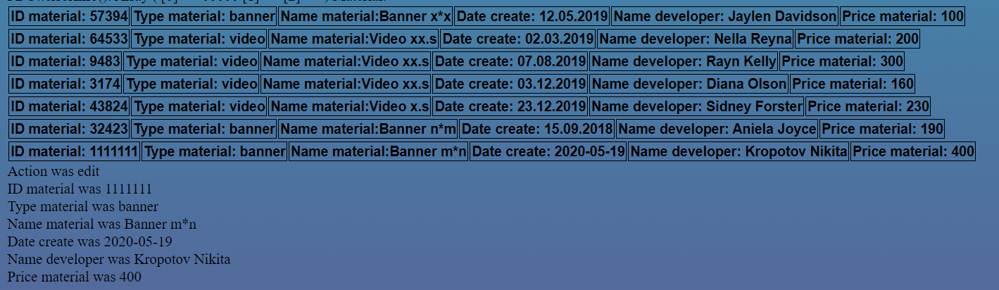 ID material: 57394 Type material: banner Name material:Banner x*x Date create: 12.05.2019 Name developer: Jaylen Davidson Price material: 100
ID material: 64533 Type material: video Name material:Video xx.s Date create: 02.03.2019 Name developer: Nella Reyna Price material: 200
ID material: 9483 Type material: video Name material:Video xx.s Date create: 07.08.2019 Name developer: Rayn Kelly Price material: 300
ID material: 3174 Type material: video Name material:Video xx.s Date create: 03.12.2019 Name developer: Diana Olson Price material: 160
ID material: 43824 Type material: video Name material:Video x.s Date create: 23.12.2019 Name developer: Sidney Forster Price material: 230
ID material: 32423 Type material: banner Name material:Banner n*m Date create: 15.09.2018 Name developer: Aniela Joyce Price material: 190
ID material: 1111111 Type material: banner Name material:Banner m*n Date create: 2020-05-19 Name developer: Kropotov Nikita Price material: 400
Action was edit
ID material was 1111111
Type material was banner
Name material was Banner m*n
Date create was 2020-05-19
Name developer was Kropotov Nikita
Price material was 400